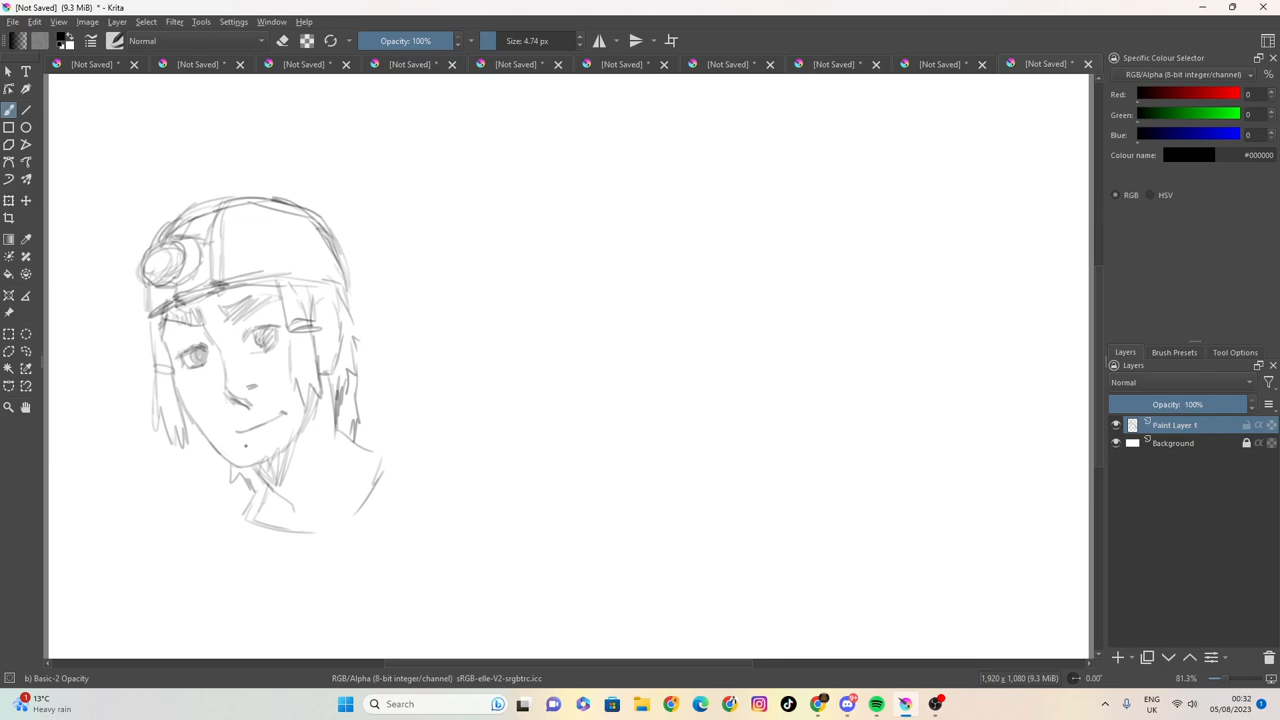 [Not Saved] (9.3 MiB) * - Krita
File Edit View Image Layer Select Filter Tools Settings Window Help
Normal Opacity: 100% Size: 4.74 px
[Not Saved] * [Not Saved] * [Not Saved] * [Not Saved] * [Not Saved] * [Not Saved] * [Not Saved] * [Not Saved] * [Not Saved] * [Not Saved] *
Specific Colour Selector
RGB/Alpha (8-bit integer/channel) %
Red: 0
Green: 0
Blue: 0
Colour name: #000000
RGB HSV
Layers Brush Presets Tool Options
Layers
Normal
Opacity: 100%
Paint Layer 1
Background
b) Basic-2 Opacity RGB/Alpha (8-bit integer/channel) sRGB-elle-V2-srgbtrc.icc 1,920 x 1,080 (9.3 MiB) 0.00° 81.3%
1 13°C
Heavy rain
Search
ENG
UK
00:32
05/08/2023